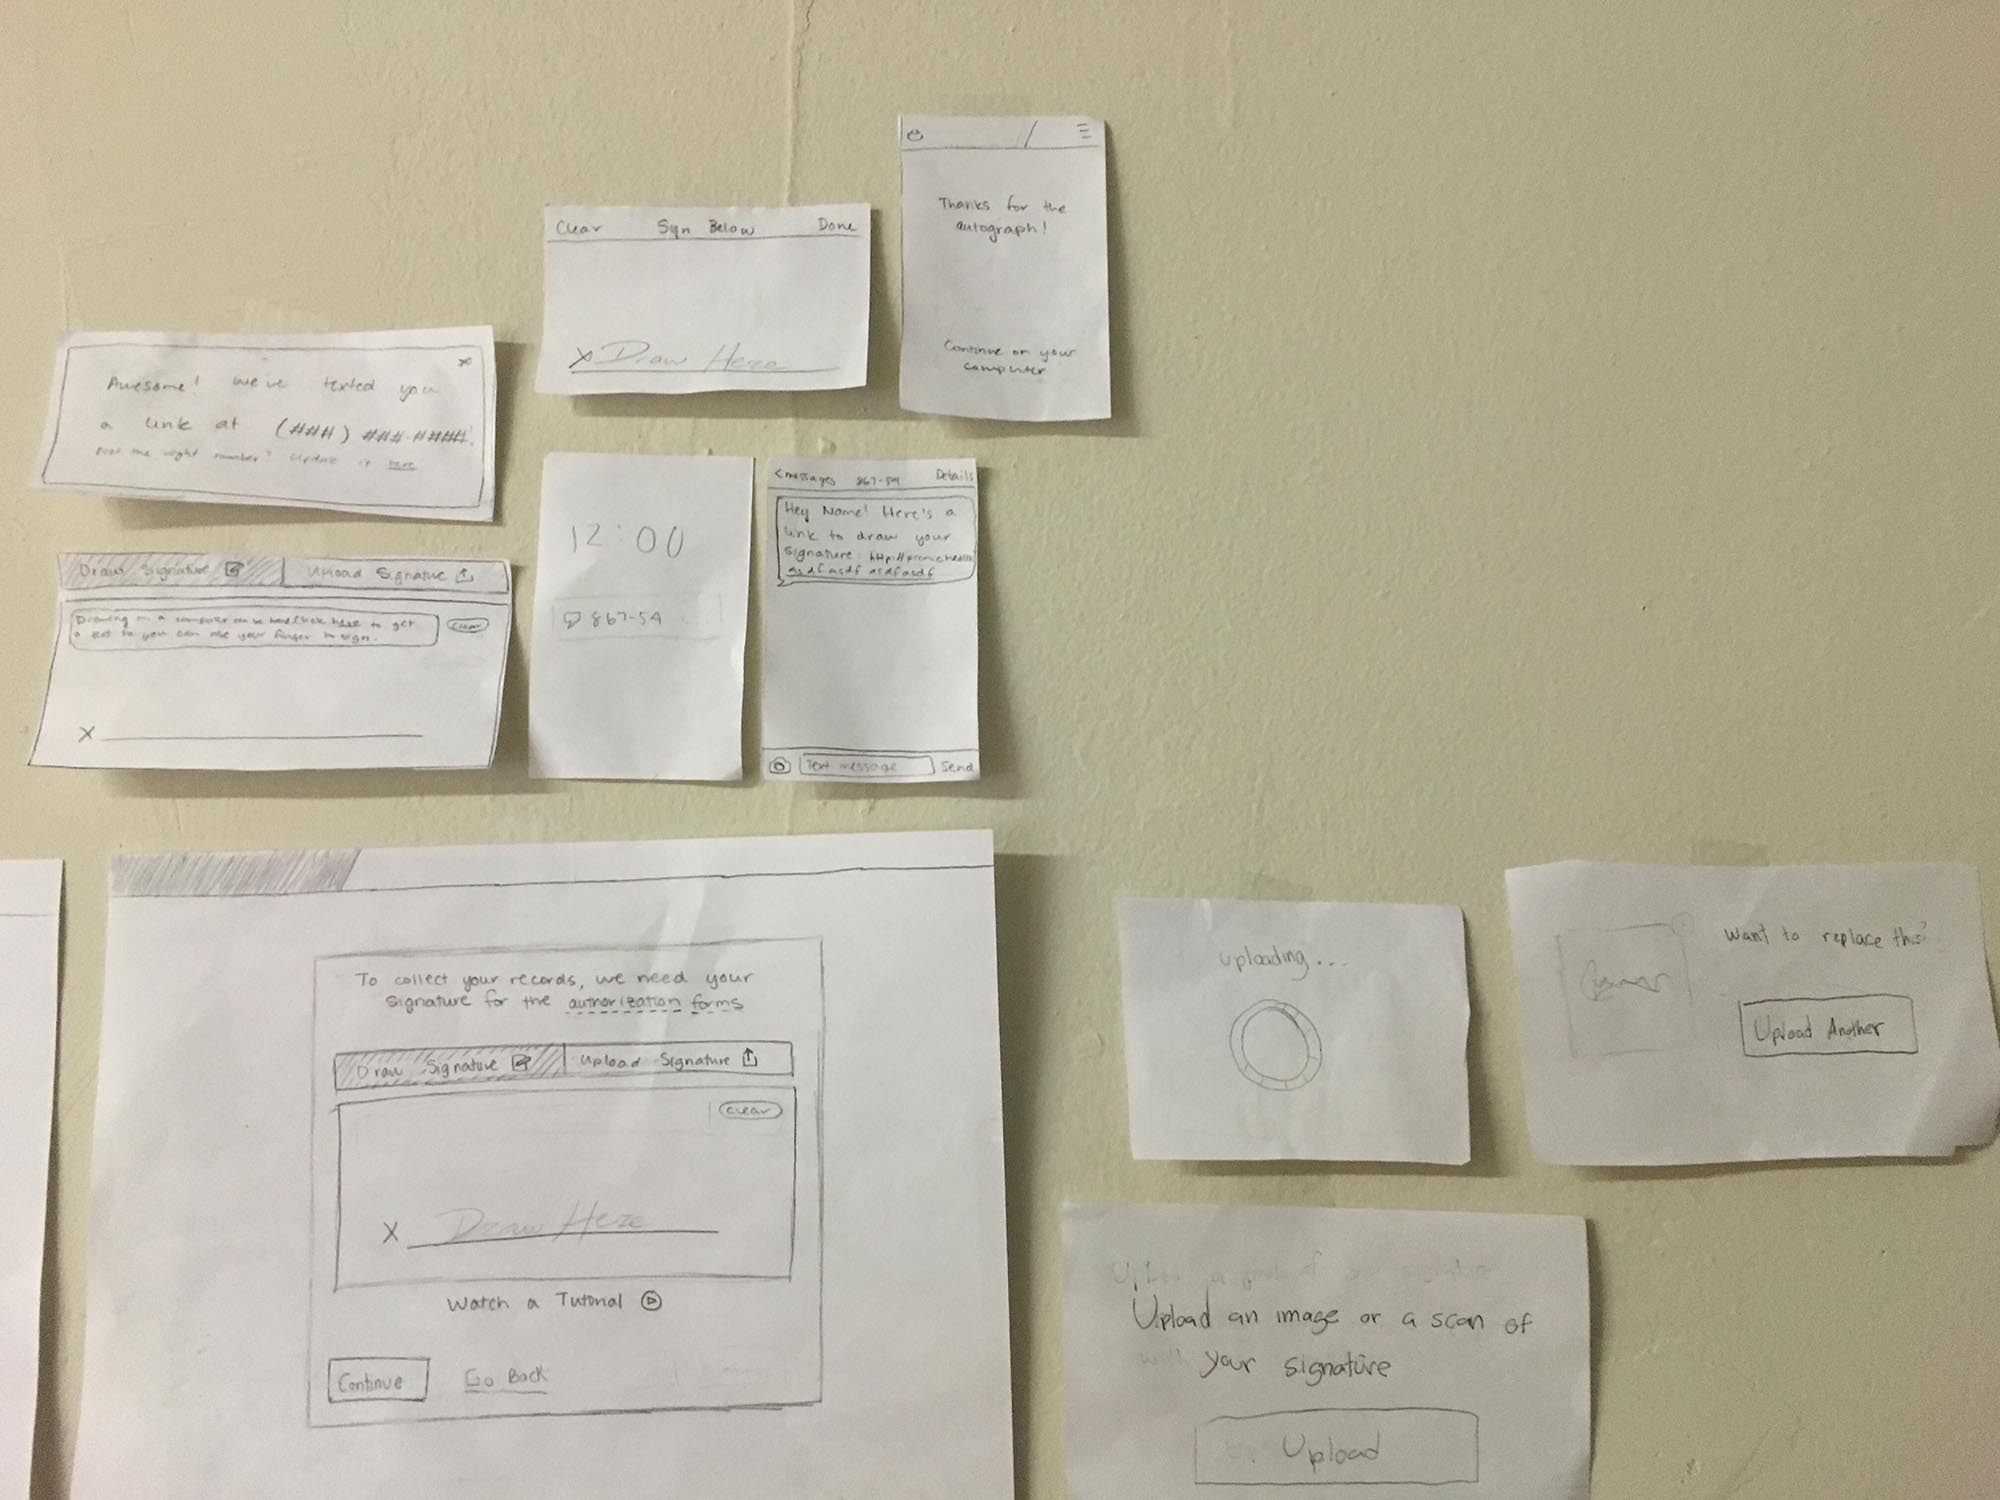 Thanks for the
autograph!
Continue on your
computer
Clear Sign Below Done
X Draw Here
x
Awesome! We've texted you
a link at (###) ###-####!
right number? Update it here
12:00
867-59
<messages 867-59 Details
Hey Name! Here's a
link to draw your
signature: http://
asdfasdf asdfasdf
Text message Send
Draw Signature Upload Signature
Drawing on a computer can be hard. Click here to get
a text so you can use your finger to sign.
clear
X
To collect your records, we need your
signature for the authorization forms
Draw Signature Upload Signature
clear
X Draw Here
Watch a Tutorial
Continue Go Back
uploading...
Want to replace this?
Upload Another
Upload an image or a scan of
your signature
Upload